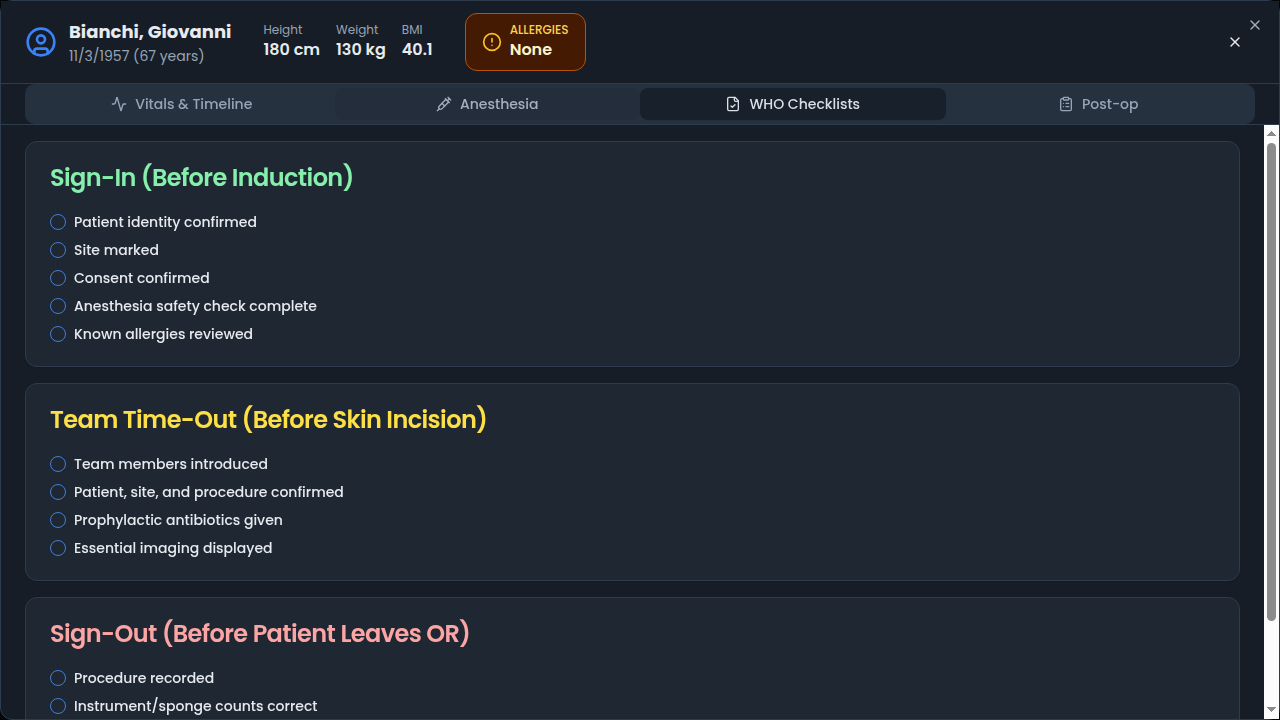 Bianchi, Giovanni
11/3/1957 (67 years)
Height
180 cm
Weight
130 kg
BMI
40.1
ALLERGIES
None
Vitals & Timeline
Anesthesia
WHO Checklists
Post-op
Sign-In (Before Induction)
Patient identity confirmed
Site marked
Consent confirmed
Anesthesia safety check complete
Known allergies reviewed
Team Time-Out (Before Skin Incision)
Team members introduced
Patient, site, and procedure confirmed
Prophylactic antibiotics given
Essential imaging displayed
Sign-Out (Before Patient Leaves OR)
Procedure recorded
Instrument/sponge counts correct